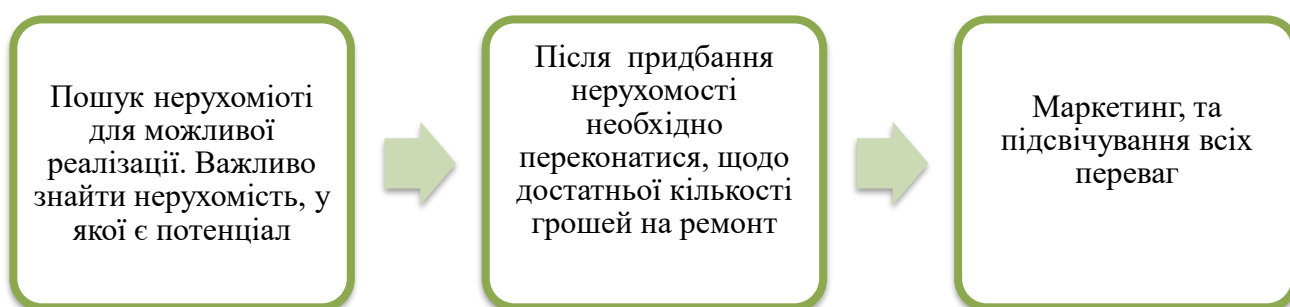 Пошук нерухоміоті
для можливої
реалізації. Важливо
знайти нерухомість, у
якої є потенціал
Після придбання
нерухомості
необхідно
переконатися, щодо
достатньої кількості
грошей на ремонт
Маркетинг, та
підсвічування всіх
переваг